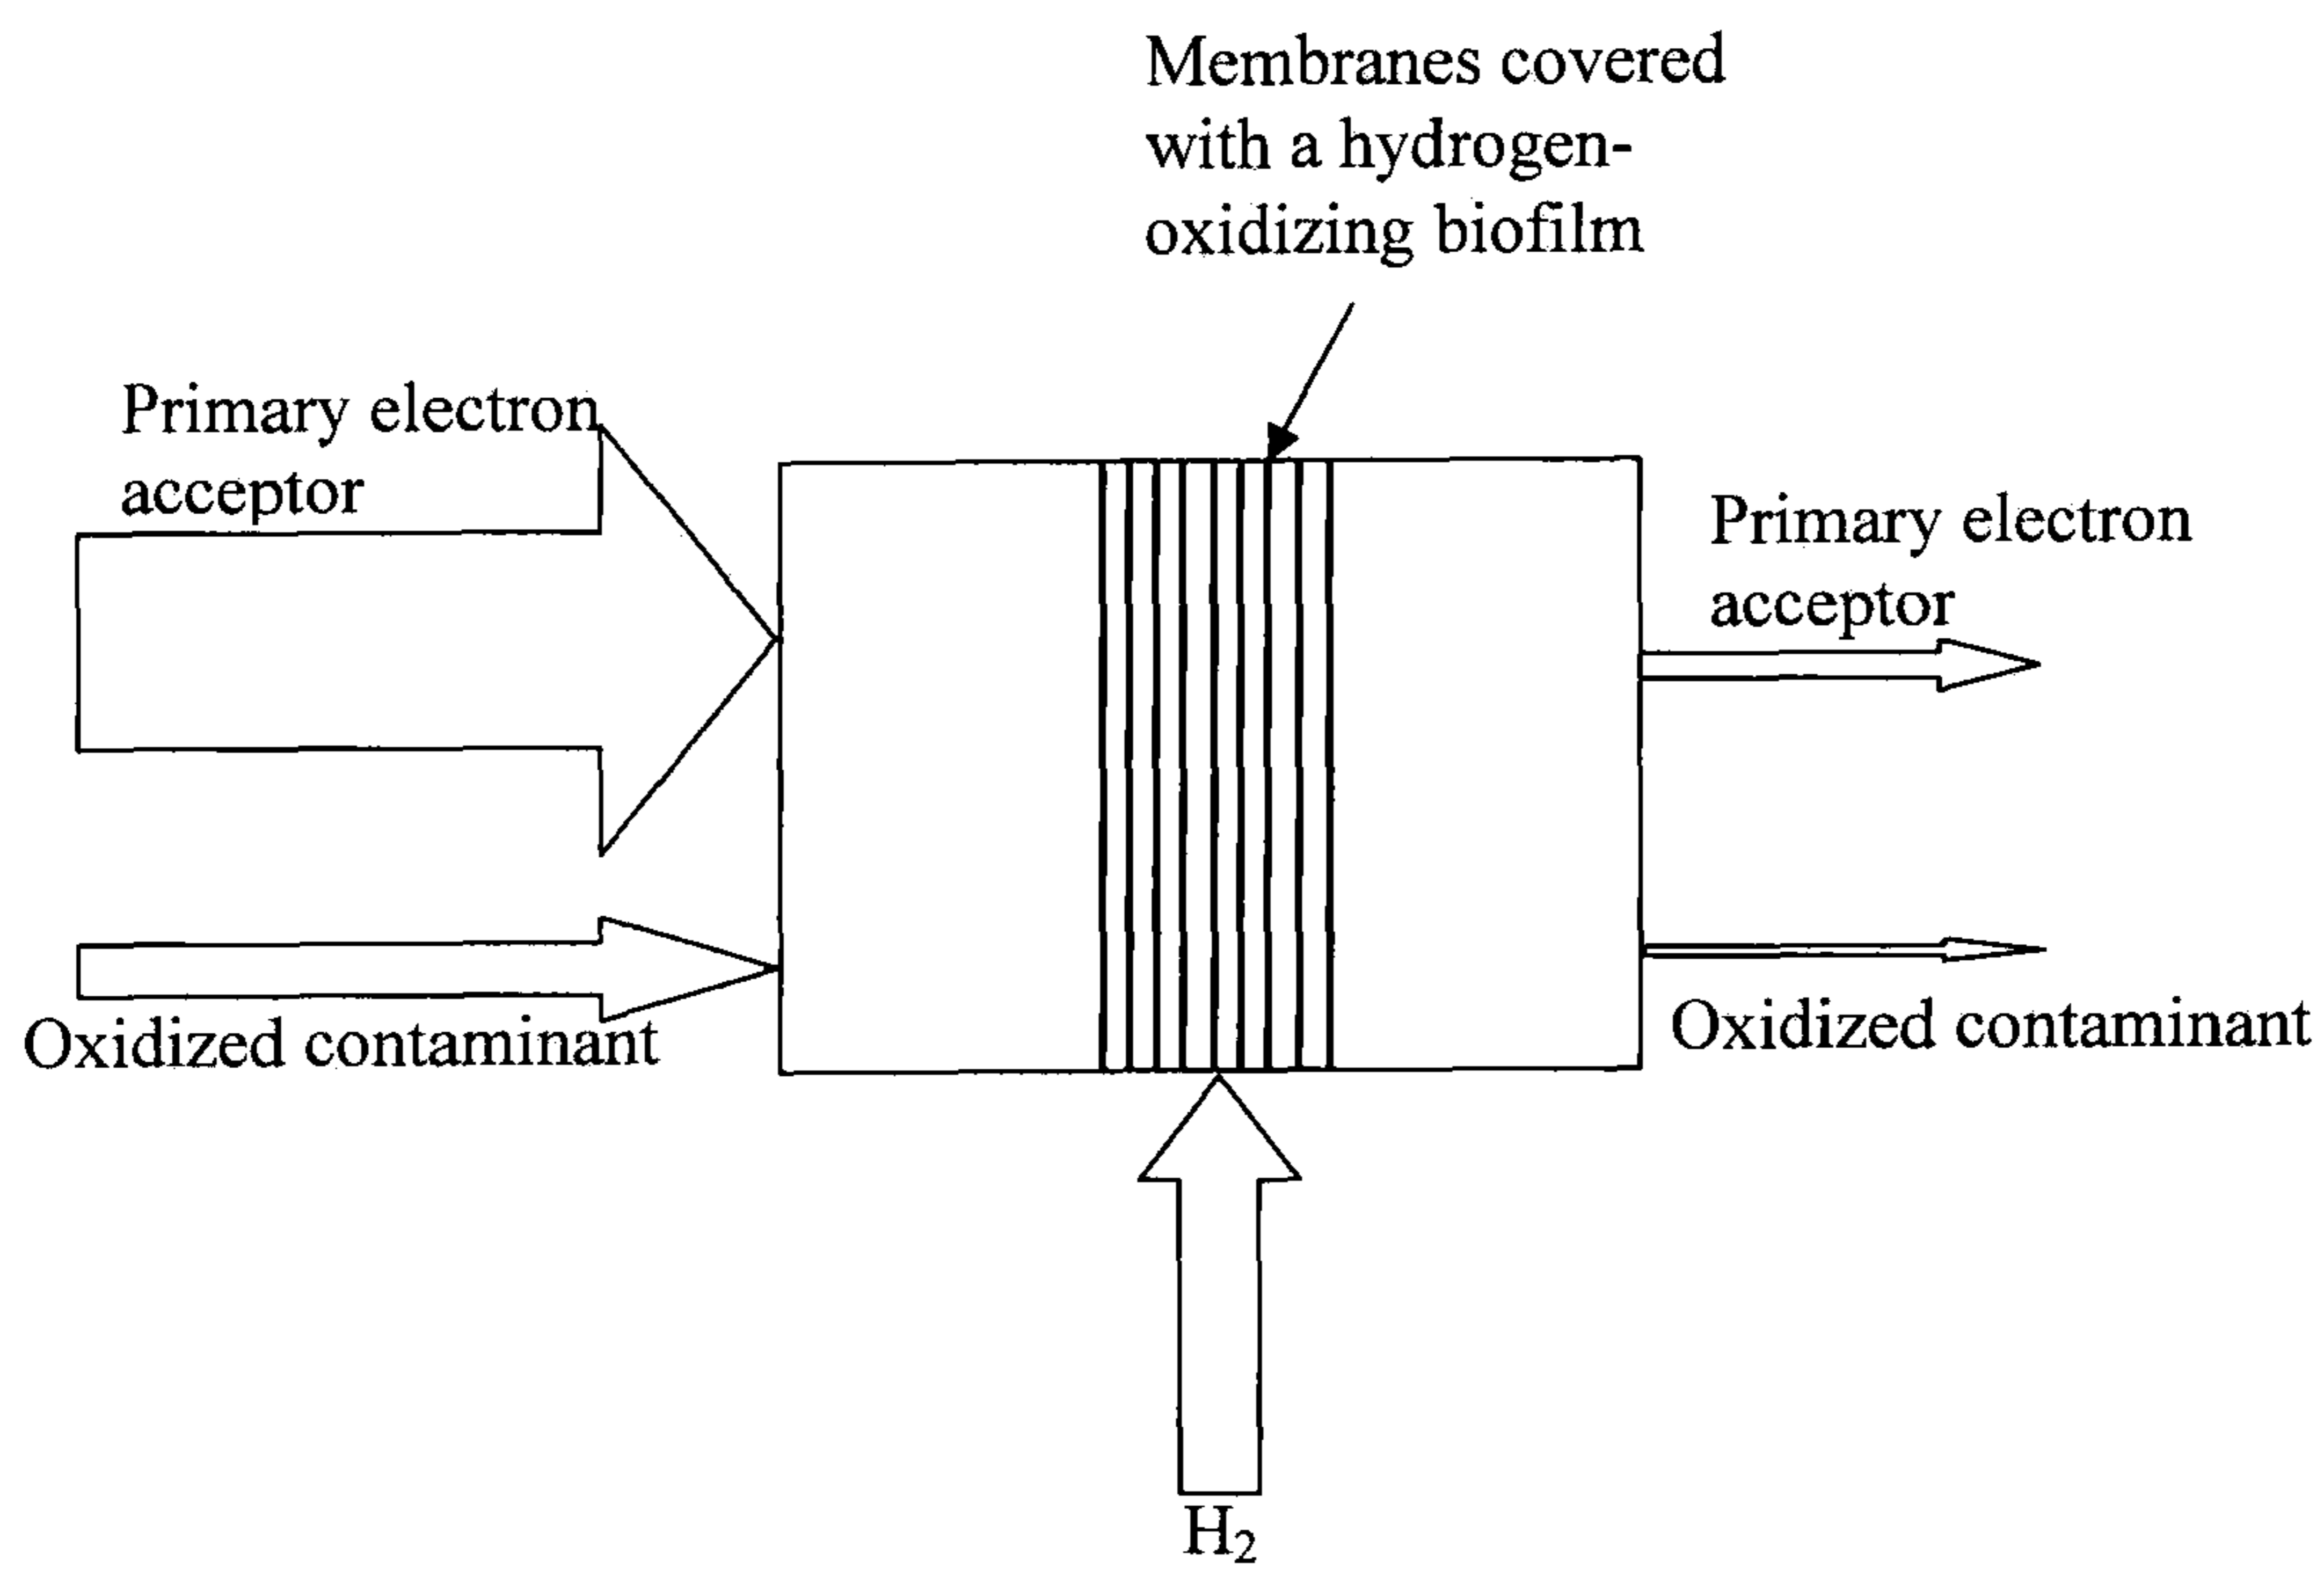 Membranes covered
with a hydrogen-
oxidizing biofilm
Primary electron
acceptor
Primary electron
acceptor
Oxidized contaminant
Oxidized contaminant
H₂